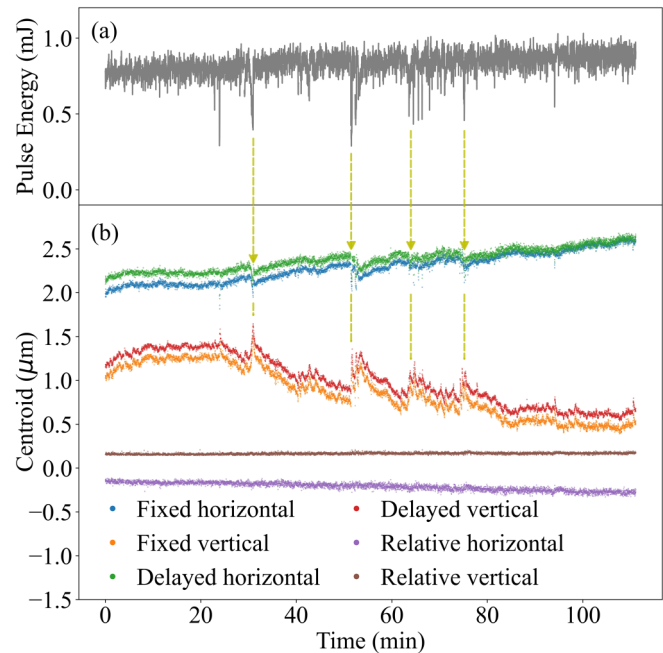 (a)
Pulse Energy (mJ)
1.0
0.5
0.0
(b)
Centroid (μm)
2.5
2.0
1.5
1.0
0.5
0.0
−0.5
−1.0
−1.5
Fixed horizontal
Fixed vertical
Delayed horizontal
Delayed vertical
Relative horizontal
Relative vertical
0 20 40 60 80 100
Time (min)